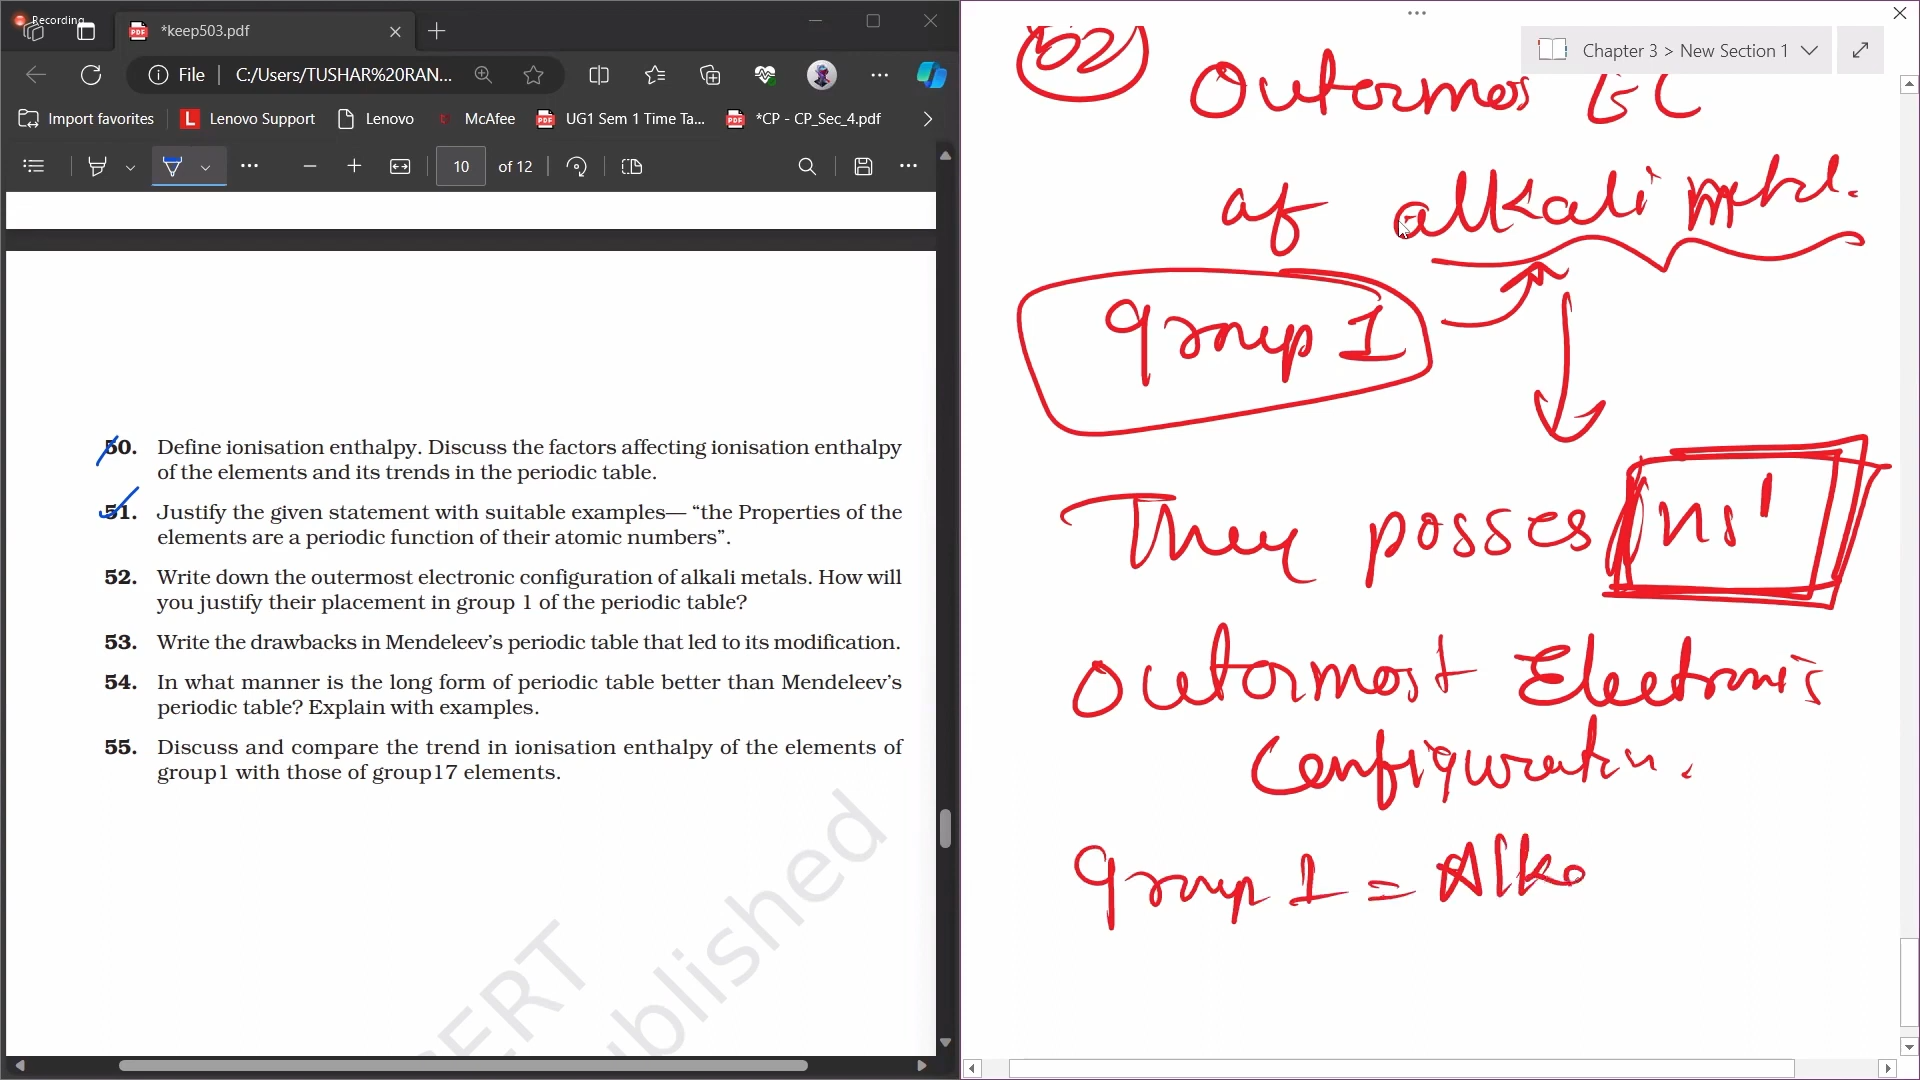 Recording
*keep503.pdf
File
C:/Users/TUSHAR%20RAN...
Import favorites
Lenovo Support
Lenovo
McAfee
UG1 Sem 1 Time Ta...
*CP - CP_Sec_4.pdf
10 of 12
50. Define ionisation enthalpy. Discuss the factors affecting ionisation enthalpy
of the elements and its trends in the periodic table.
51. Justify the given statement with suitable examples— “the Properties of the
elements are a periodic function of their atomic numbers”.
52. Write down the outermost electronic configuration of alkali metals. How will
you justify their placement in group 1 of the periodic table?
53. Write the drawbacks in Mendeleev’s periodic table that led to its modification.
54. In what manner is the long form of periodic table better than Mendeleev’s
periodic table? Explain with examples.
55. Discuss and compare the trend in ionisation enthalpy of the elements of
group1 with those of group17 elements.
blished
Chapter 3 > New Section 1
52
Outermos EC
of alkali metal.
group 1
They posses ns¹
outermost Electronic
Configuration.
group 1 = Alka